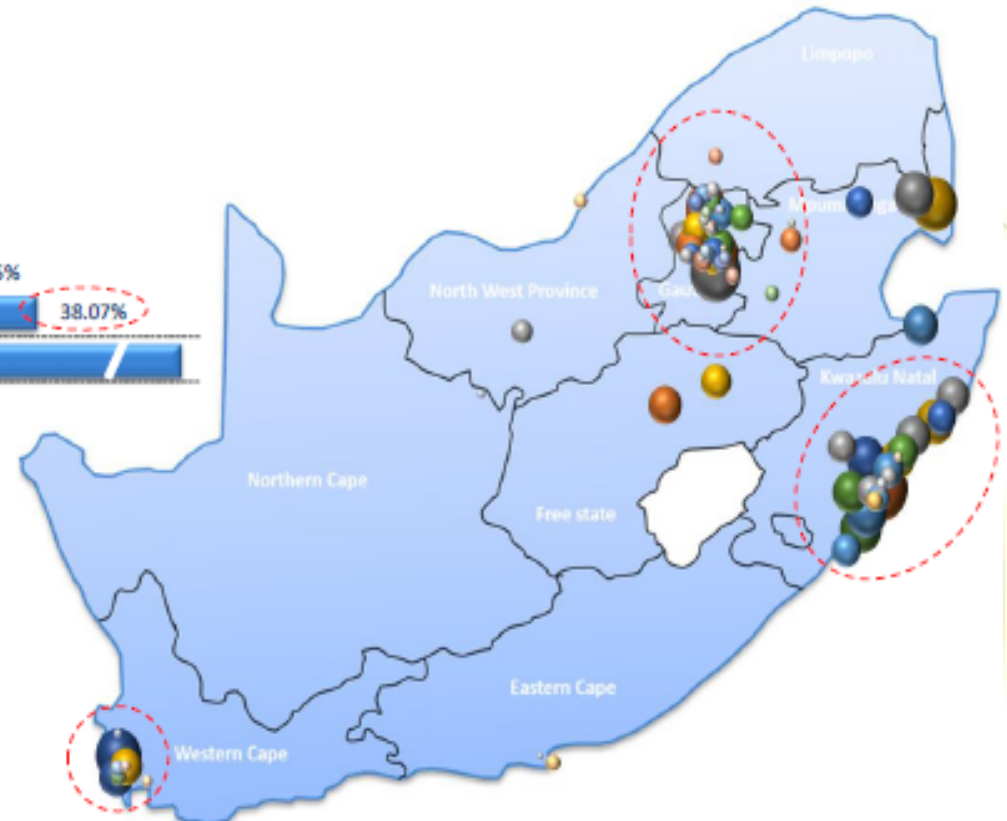 Limpopo
North West Province
38.07%
Kwazulu Natal
Northern Cape
Free state
Eastern Cape
Western Cape